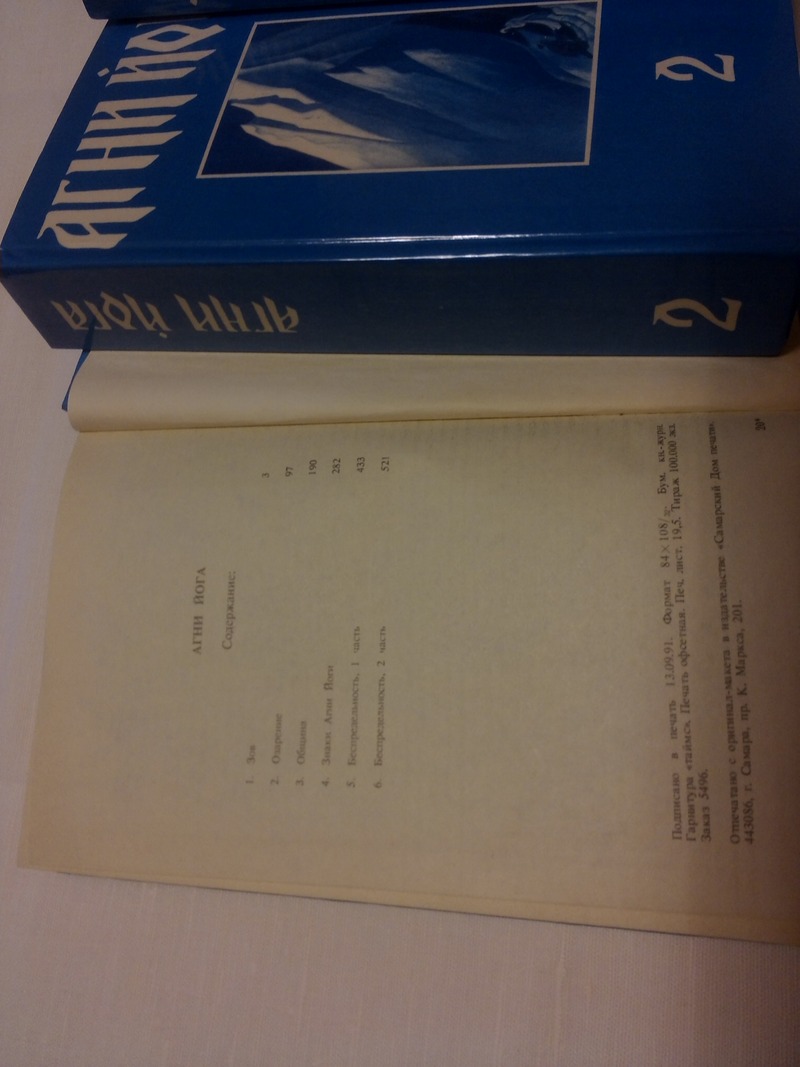 АГНИ ЙО
2
АГНИ ЙОГА
2
АГНИ ЙОГА
Содержание:
1. Зов 3
2. Озарение 97
3. Община 190
4. Знаки Агни Йоги 282
5. Беспредельность, 1 часть 433
6. Беспредельность, 2 часть 521
Подписано в печать 13.09.91. Формат 84×108/ Бум. кн.-журн.
Гарнитура «таймс». Печать офсетная. Печ. лист. 19,5. Тираж 100.000 экз.
Заказ 5496.
Отпечатано с оригинал-макета в издательстве «Самарский Дом печати»
443086, г. Самара, пр. К. Маркса, 201.
20*